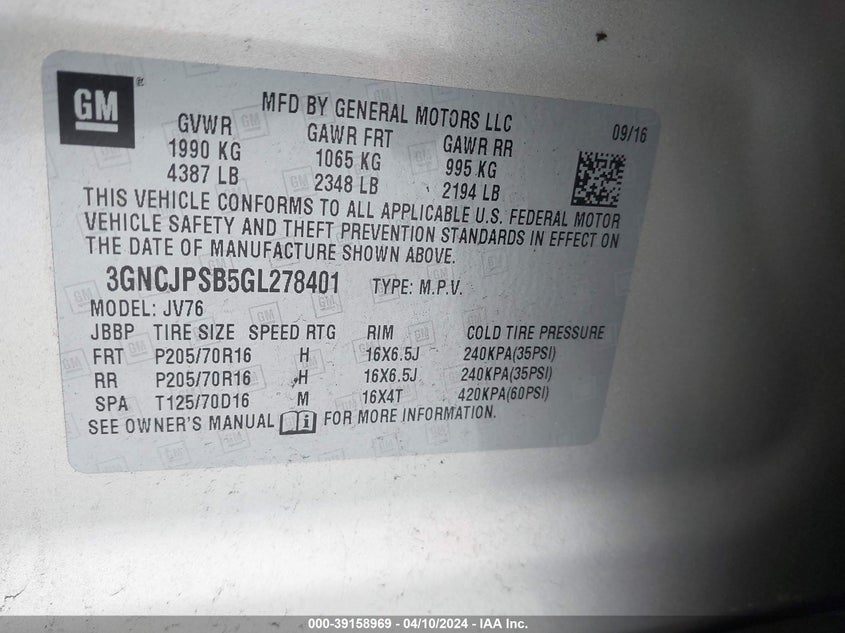 GM ®
MFD BY GENERAL MOTORS LLC
09/16
GVWR GAWR FRT GAWR RR
1990 KG 1065 KG 995 KG
4387 LB 2348 LB 2194 LB
THIS VEHICLE CONFORMS TO ALL APPLICABLE U.S. FEDERAL MOTOR
VEHICLE SAFETY AND THEFT PREVENTION STANDARDS IN EFFECT ON
THE DATE OF MANUFACTURE SHOWN ABOVE.
3GNCJPSB5GL278401 TYPE: M.P.V.
MODEL: JV76
JBBP TIRE SIZE SPEED RTG RIM COLD TIRE PRESSURE
FRT P205/70R16 H 16X6.5J 240KPA(35PSI)
RR P205/70R16 H 16X6.5J 240KPA(35PSI)
SPA T125/70D16 M 16X4T 420KPA(60PSI)
SEE OWNER'S MANUAL FOR MORE INFORMATION.
000-39158969 - 04/10/2024 - IAA Inc.